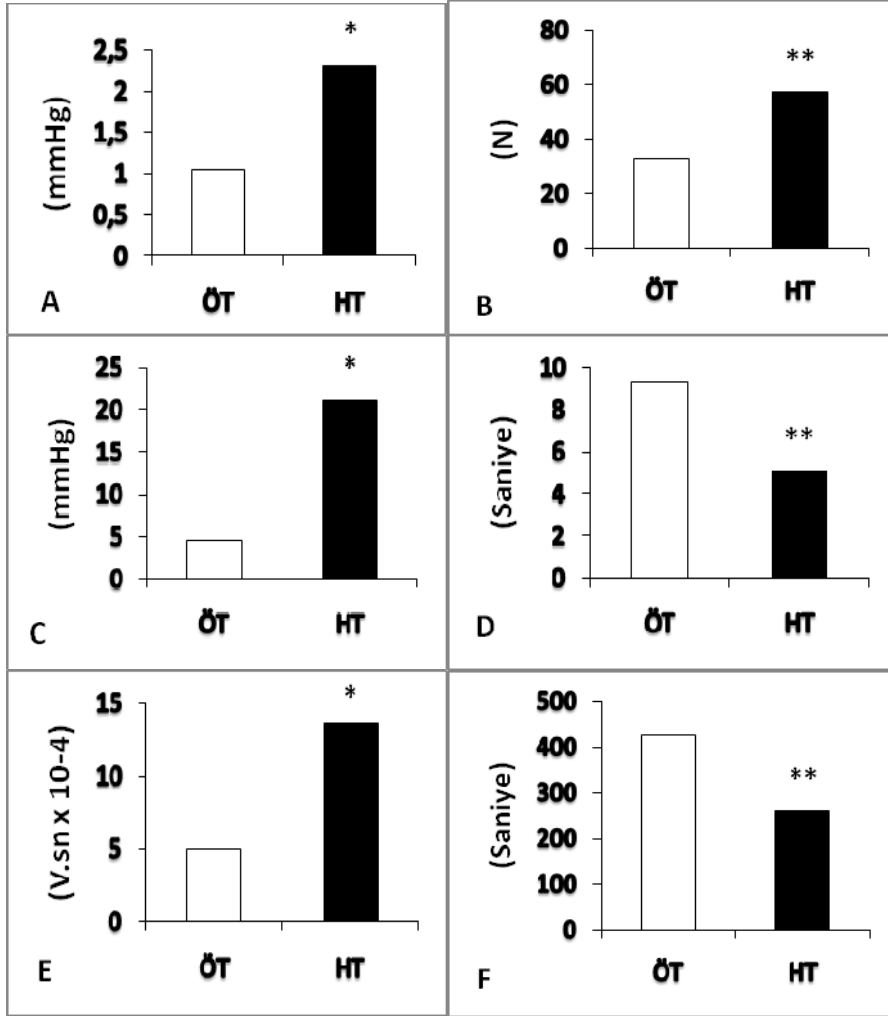 *
2,5
2
1,5
1
0,5
0
(mmHg)
ÖT HT
A
**
80
60
40
20
0
(N)
ÖT HT
B
*
25
20
15
10
5
0
(mmHg)
ÖT HT
C
**
10
8
6
4
2
0
(Saniye)
ÖT HT
D
*
15
10
5
0
(V.sn x 10-4)
ÖT HT
E
**
500
400
300
200
100
0
(Saniye)
ÖT HT
F